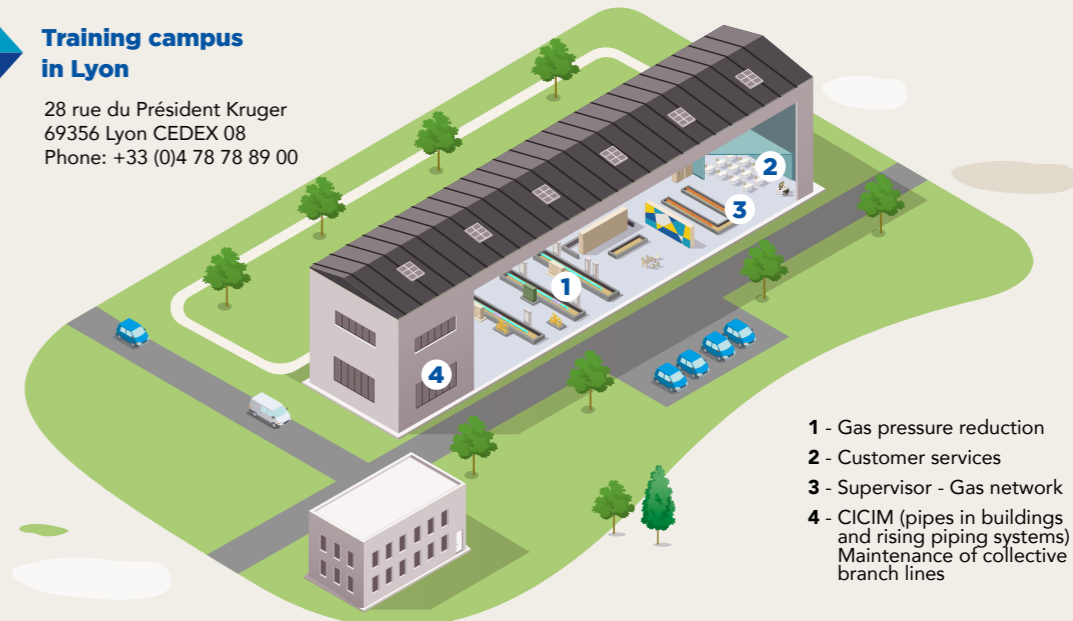 Training campus
in Lyon
28 rue du Président Kruger
69356 Lyon CEDEX 08
Phone: +33 (0)4 78 78 89 00
2
3
1
4
1 - Gas pressure reduction
2 - Customer services
3 - Supervisor - Gas network
4 - CICIM (pipes in buildings
and rising piping systems)
Maintenance of collective
branch lines